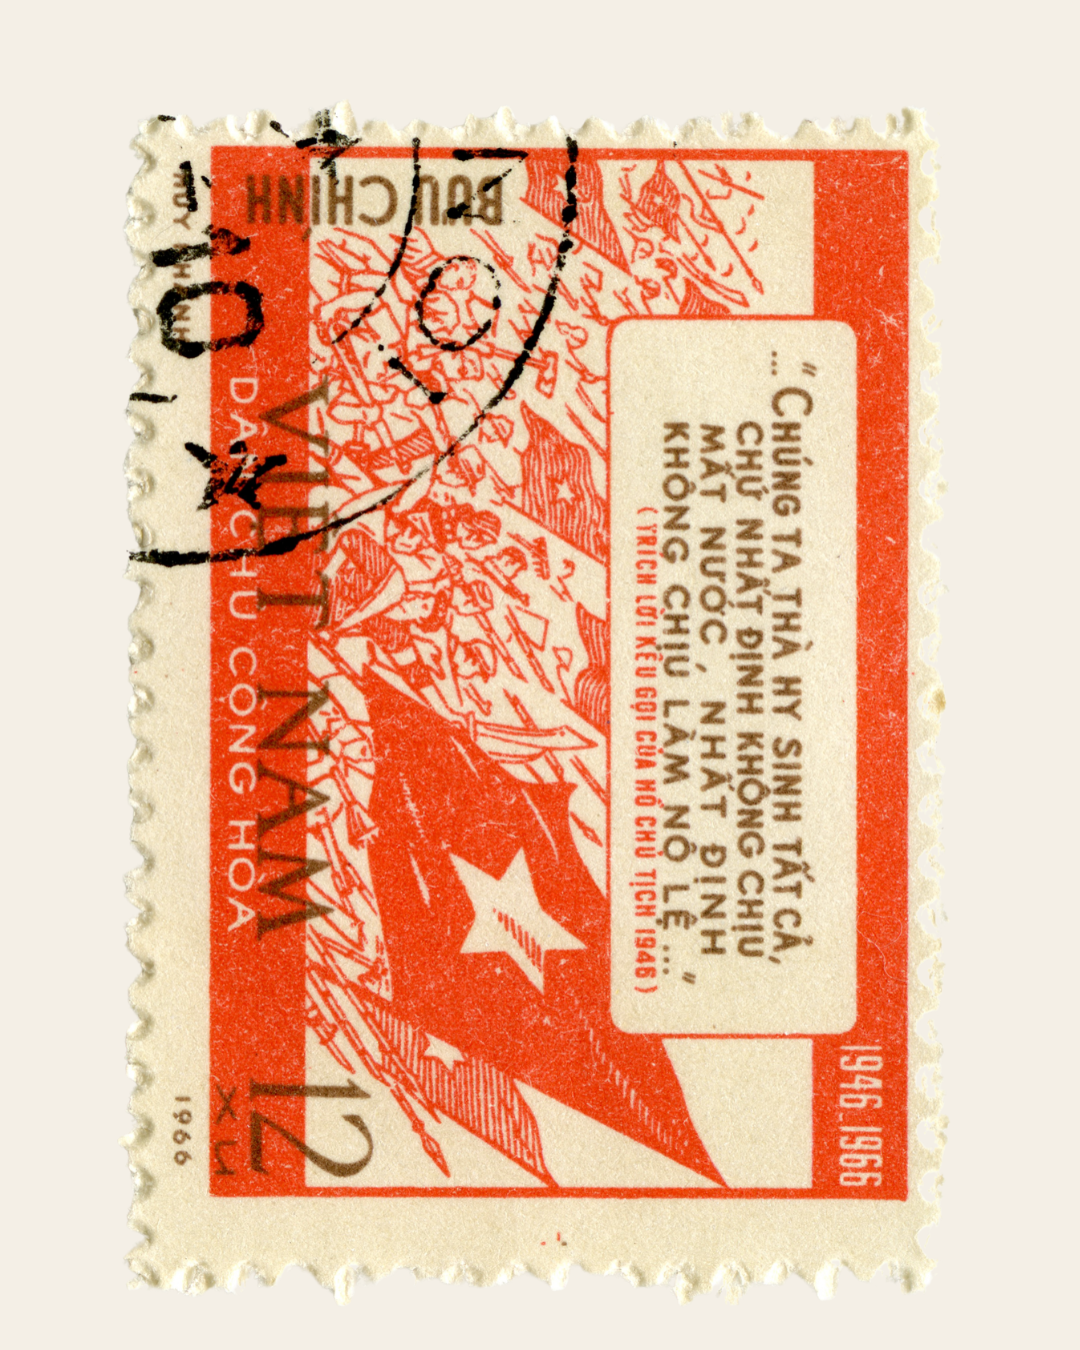 1946-1966
"
... CHÚNG TA THÀ HY SINH TẤT CẢ,
CHỨ NHẤT ĐỊNH KHÔNG CHỊU
MẤT NƯỚC, NHẤT ĐỊNH
KHÔNG CHỊU LÀM NÔ LỆ ... "
( TRÍCH LỜI KÊU GỌI CỦA HỒ CHỦ TỊCH 1946 )
BƯU CHÍNH
12
XU
VIỆT NAM
DÂN CHỦ CỘNG HÒA
1966